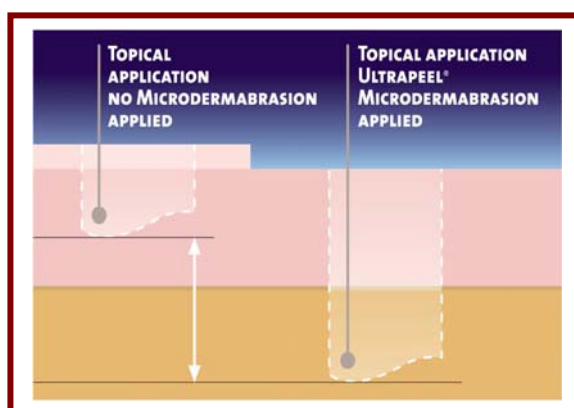 TOPICAL
APPLICATION
NO MICRODERMABRASION
APPLIED
TOPICAL APPLICATION
ULTRAPEEL®
MICRODERMABRASION
APPLIED